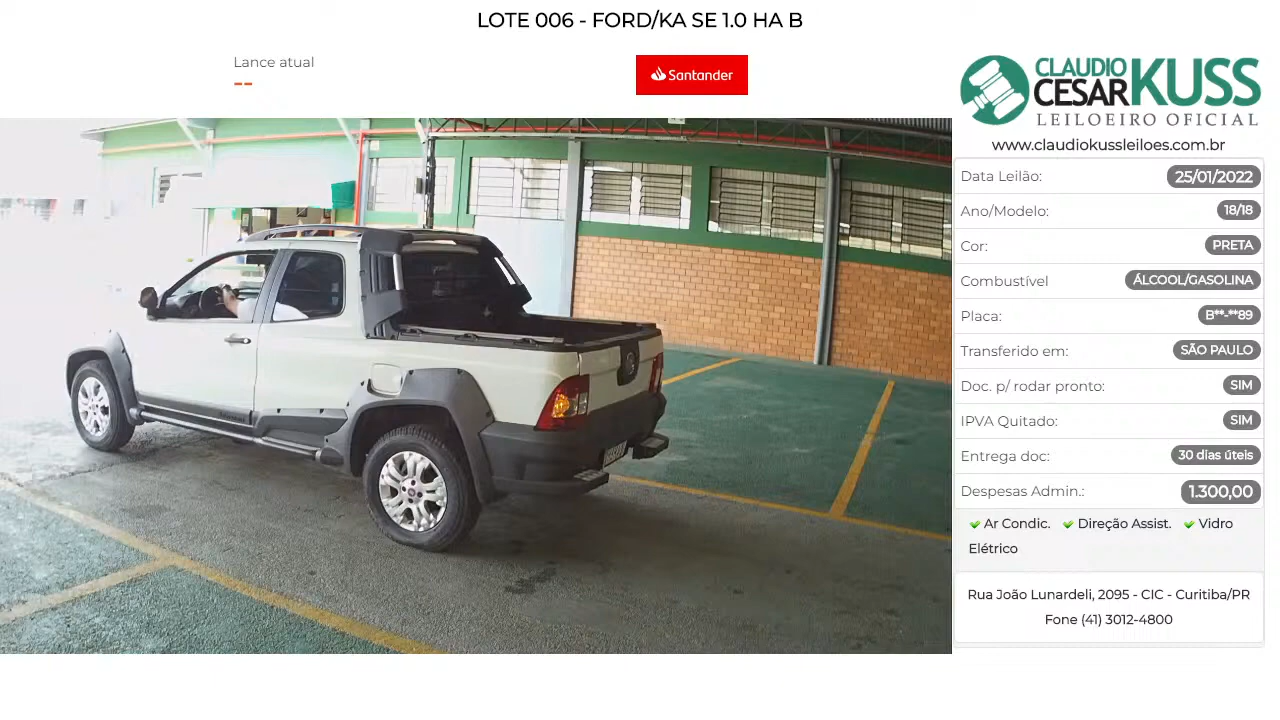 LOTE 006 - FORD/KA SE 1.0 HA B
Lance atual
--
Santander
CLAUDIO
CESAR
KUSS
LEILOEIRO OFICIAL
www.claudiokussleiloes.com.br
Data Leilão: 25/01/2022
Ano/Modelo: 18/18
Cor: PRETA
Combustível ÁLCOOL/GASOLINA
Placa: B**-**89
Transferido em: SÃO PAULO
Doc. p/ rodar pronto: SIM
IPVA Quitado: SIM
Entrega doc: 30 dias úteis
Despesas Admin.: 1.300,00
Ar Condic. Direção Assist. Vidro
Elétrico
Rua João Lunardeli, 2095 - CIC - Curitiba/PR
Fone (41) 3012-4800